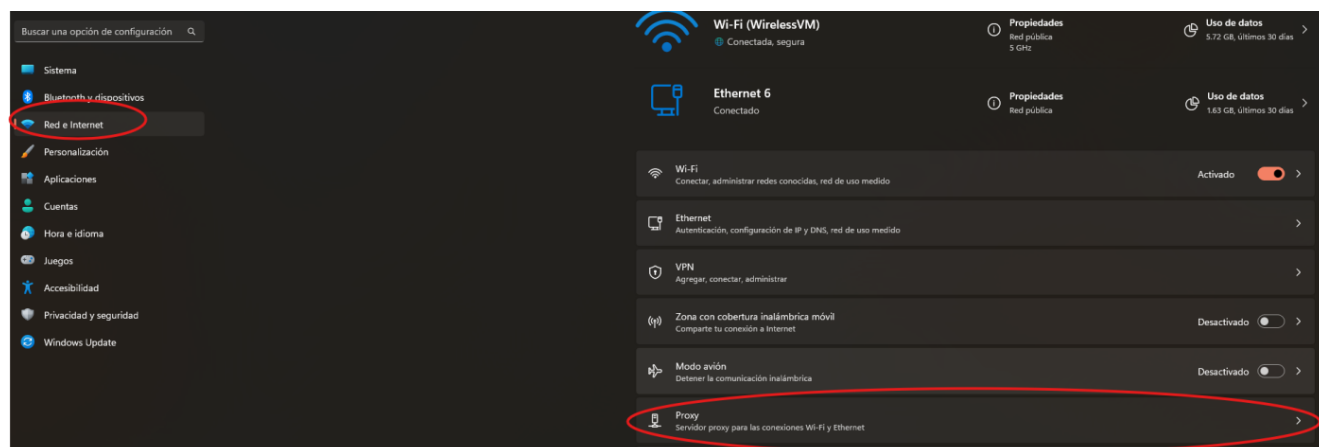 Buscar una opción de configuración
Sistema
Bluetooth y dispositivos
Red e Internet
Personalización
Aplicaciones
Cuentas
Hora e idioma
Juegos
Accesibilidad
Privacidad y seguridad
Windows Update
Wi-Fi (WirelessVM)
Conectada, segura
Propiedades
Red pública
5 GHz
Uso de datos
5.72 GB, últimos 30 días
Ethernet 6
Conectado
Propiedades
Red pública
Uso de datos
1.63 GB, últimos 30 días
Wi-Fi
Conectar, administrar redes conocidas, red de uso medido
Activado
Ethernet
Autenticación, configuración de IP y DNS, red de uso medido
VPN
Agregar, conectar, administrar
Zona con cobertura inalámbrica móvil
Comparte tu conexión a Internet
Desactivado
Modo avión
Detener la comunicación inalámbrica
Desactivado
Proxy
Servidor proxy para las conexiones Wi-Fi y Ethernet